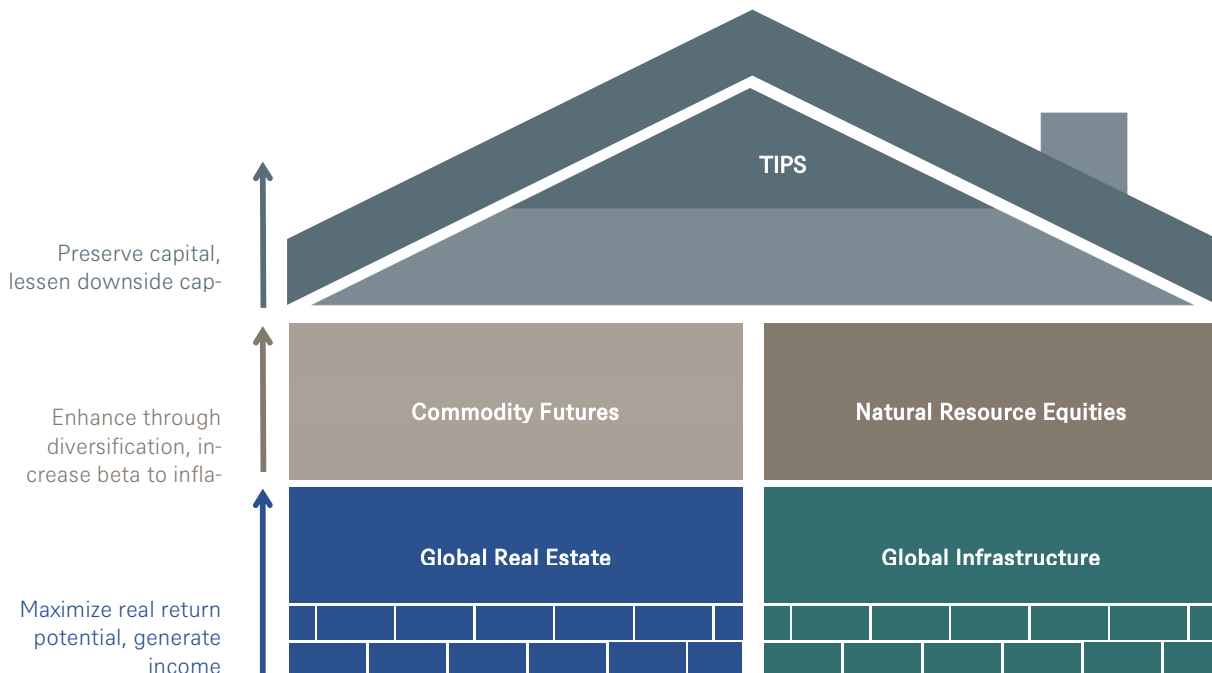 TIPS
Preserve capital,
lessen downside cap-
Commodity Futures
Natural Resource Equities
Enhance through
diversification, in-
crease beta to infla-
Global Real Estate
Global Infrastructure
Maximize real return
potential, generate
income